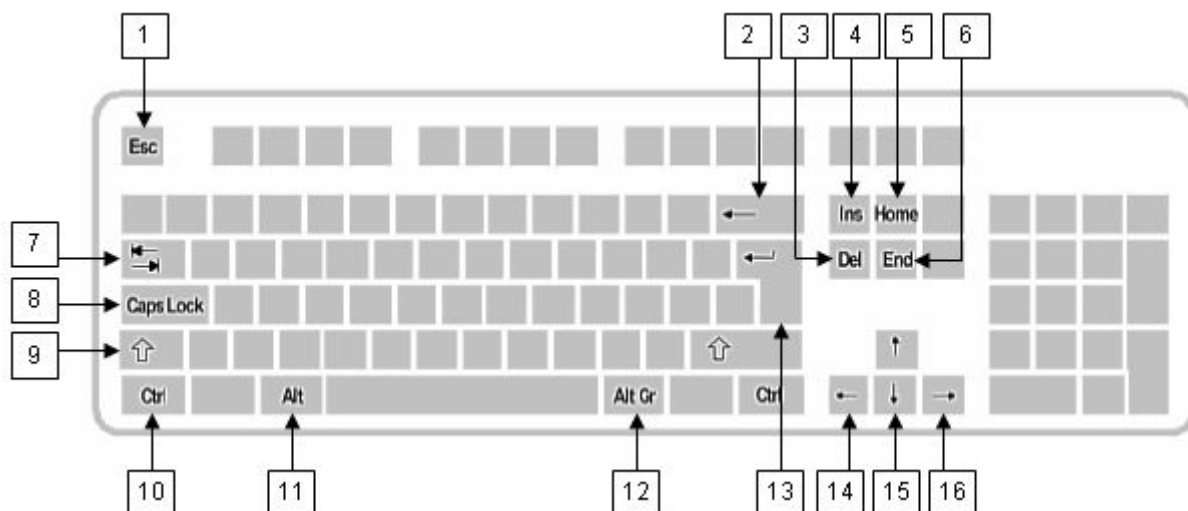 1 2 3 4 5 6
Esc
← Ins Home
7 ⇤ ⇥ ↵ Del End
8 Caps Lock
9 ⇧ ⇧ ↑
Ctrl Alt Alt Gr Ctrl ← ↓ →
10 11 12 13 14 15 16